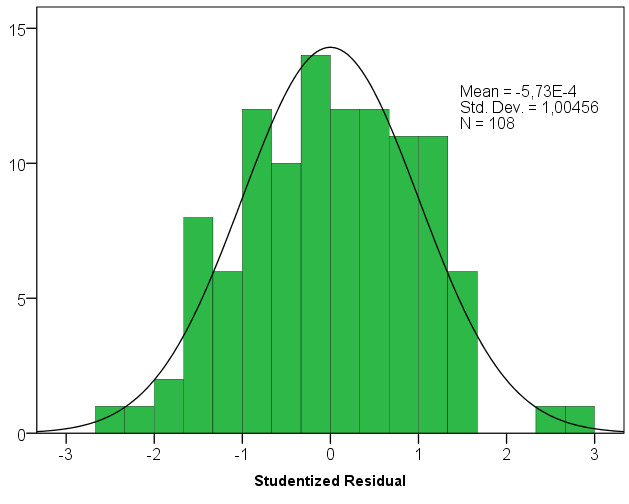 15
Mean = -5,73E-4
Std. Dev. = 1,00456
N = 108
10
5
0
-3 -2 -1 0 1 2 3
Studentized Residual